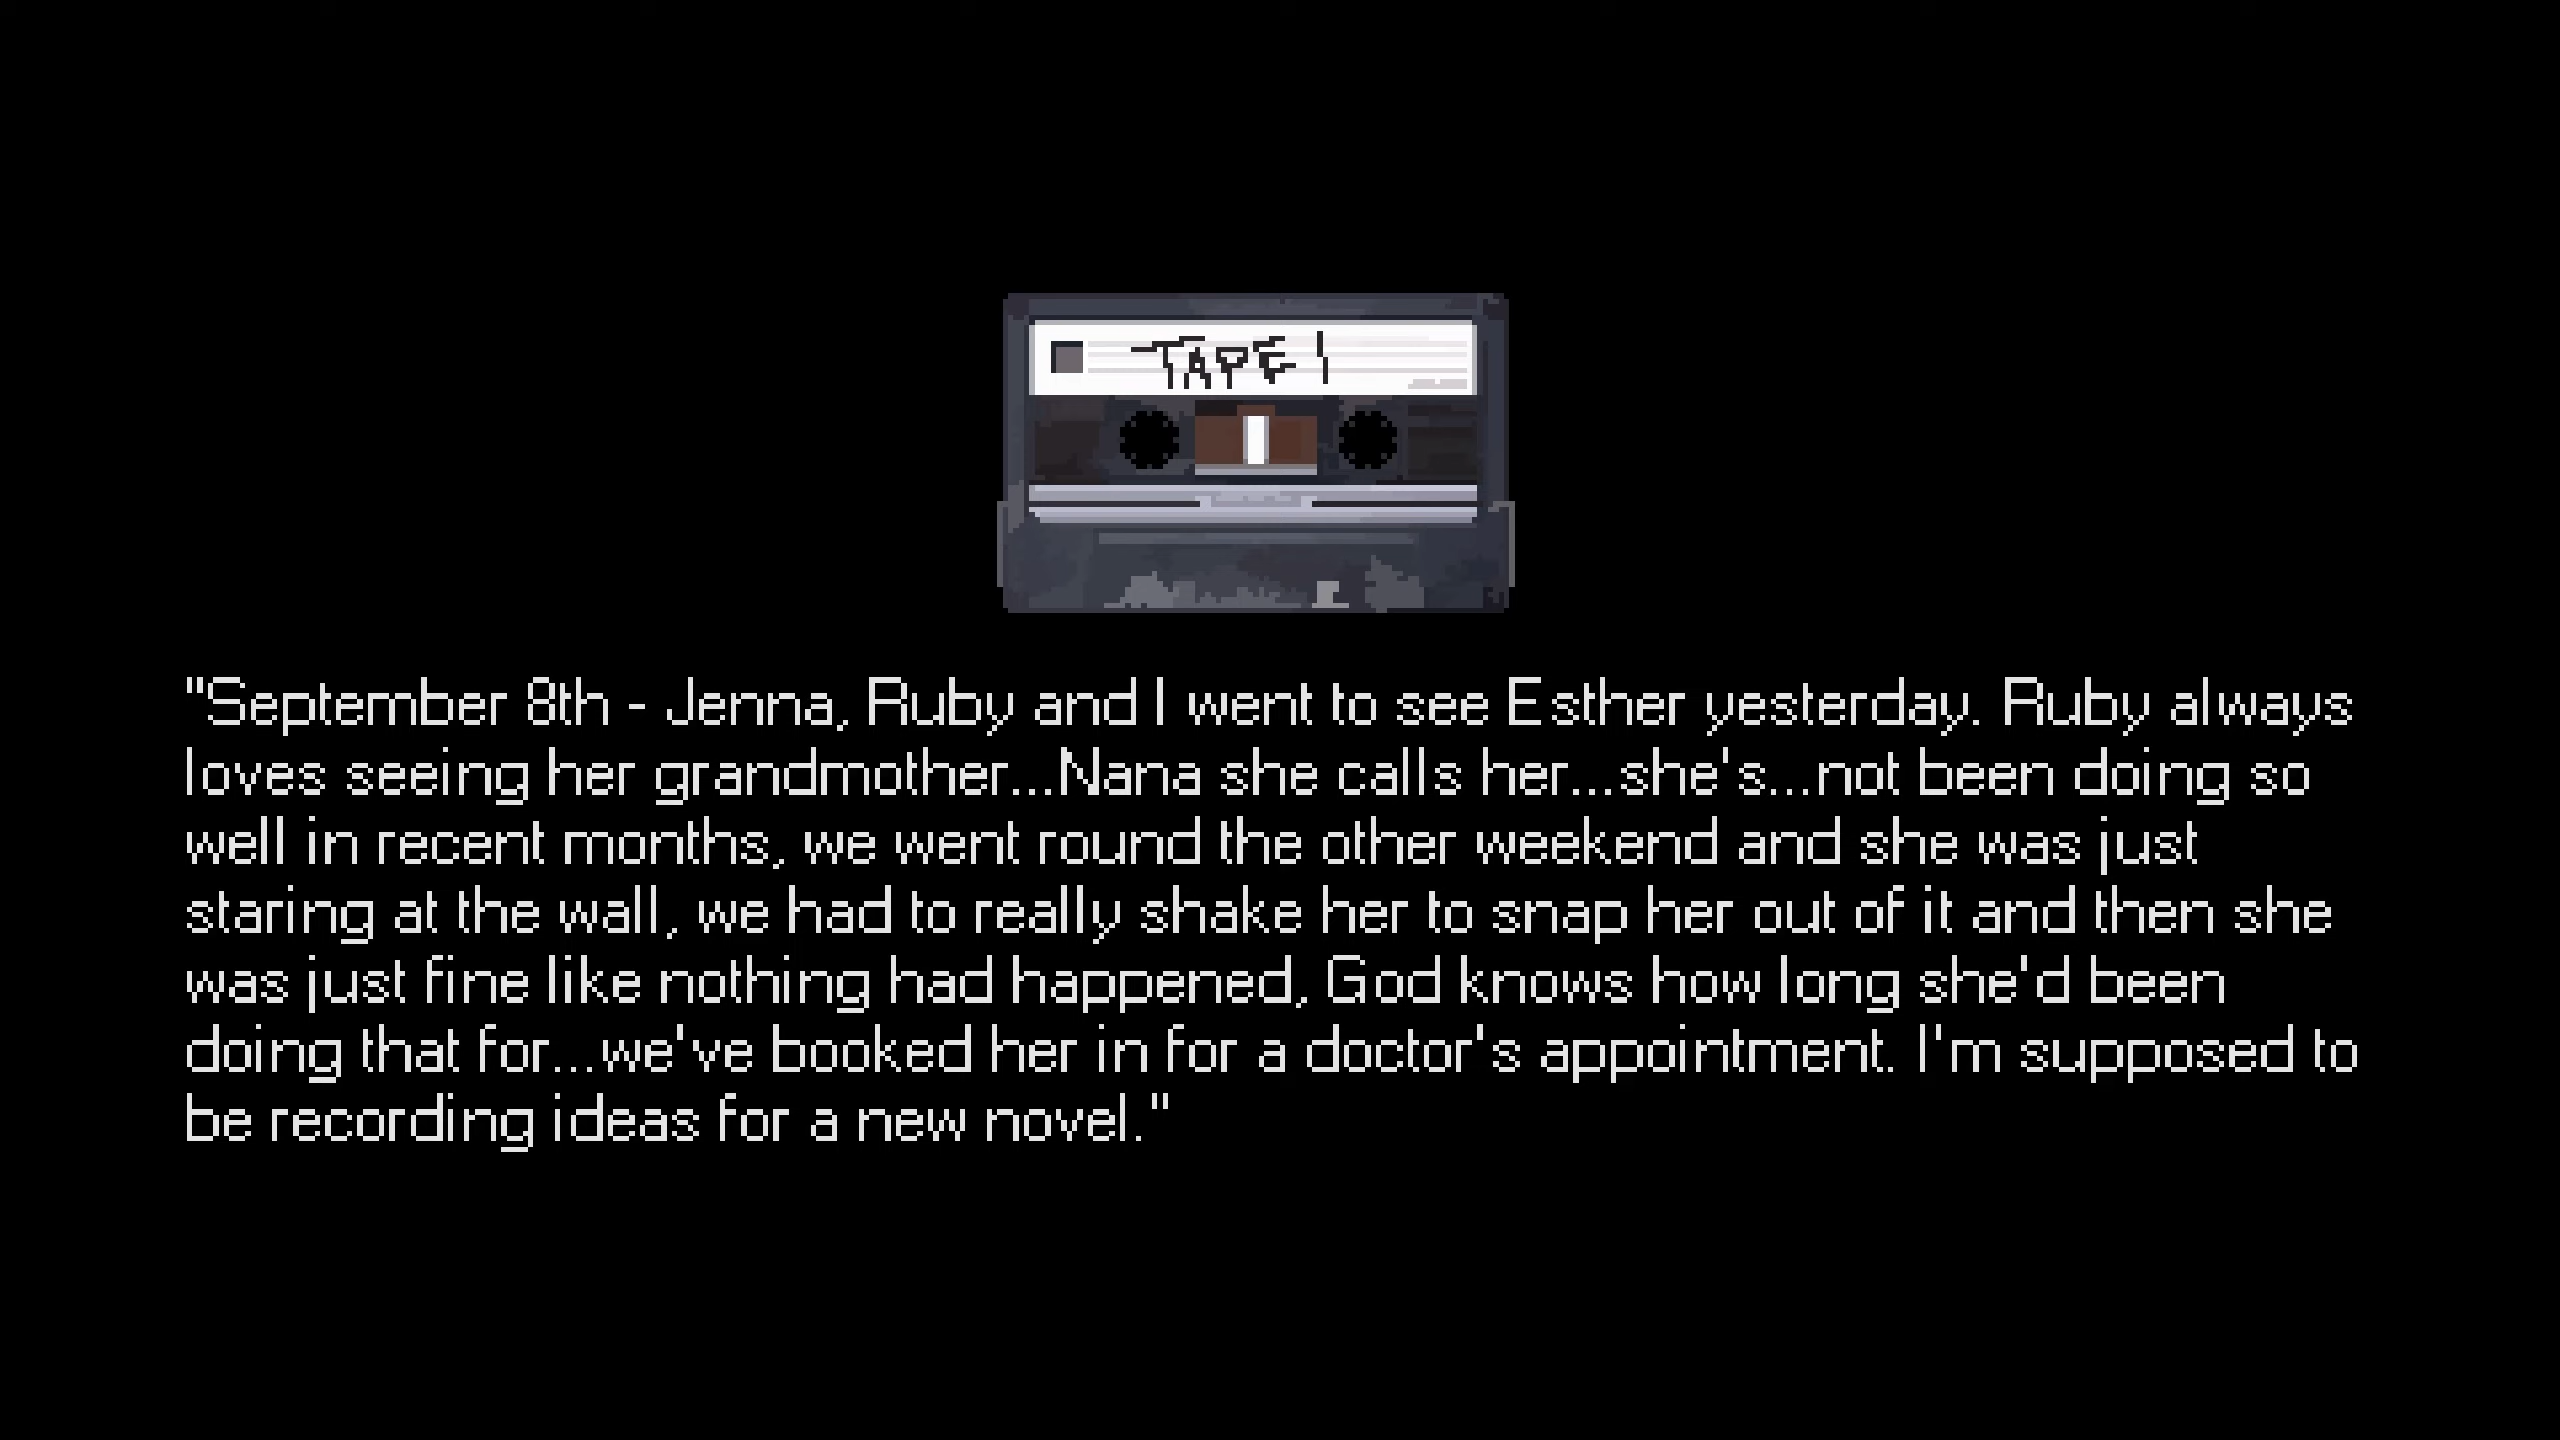 TAPE 1
"September 8th - Jenna, Ruby and I went to see Esther yesterday. Ruby always
loves seeing her grandmother...Nana she calls her...she's...not been doing so
well in recent months, we went round the other weekend and she was just
staring at the wall, we had to really shake her to snap her out of it and then she
was just fine like nothing had happened, God knows how long she'd been
doing that for...we've booked her in for a doctor's appointment. I'm supposed to
be recording ideas for a new novel."